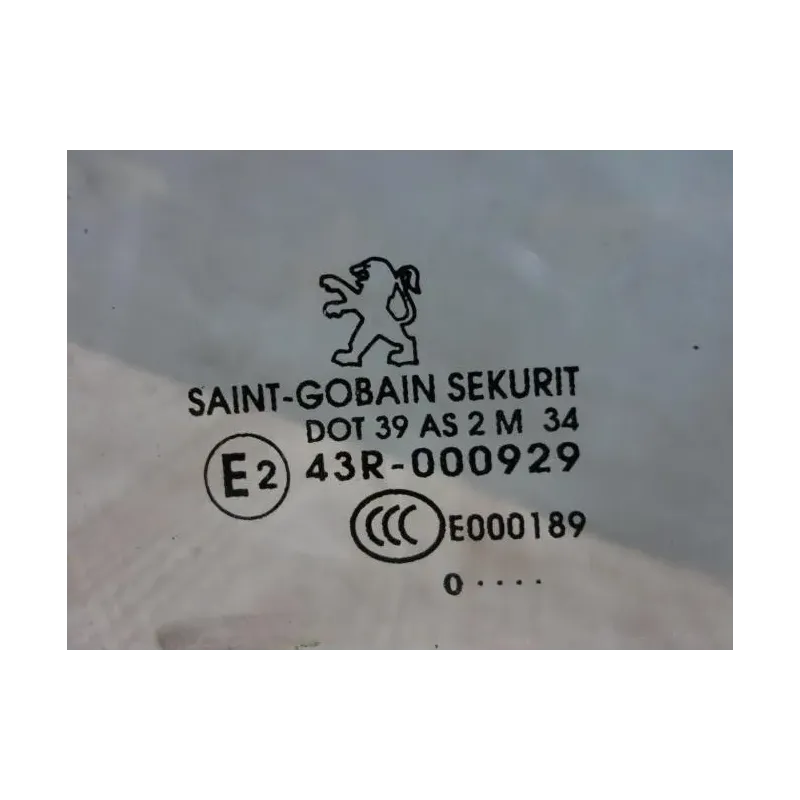 SAINT-GOBAIN SEKURIT
DOT 39 AS 2 M 34
E2 43R-000929
CCC E000189
0 ....